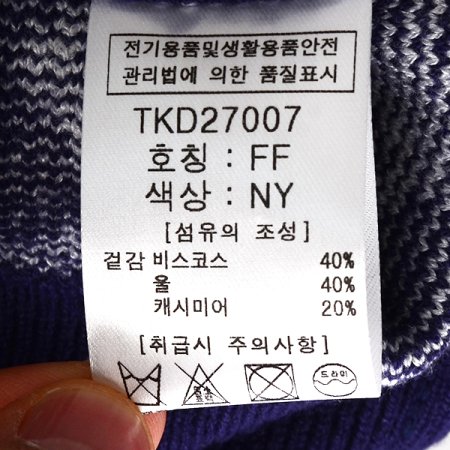 전기용품및생활용품안전
관리법에 의한 품질표시
TKD27007
호칭 : FF
색상 : NY
[섬유의 조성]
겉감 비스코스 40%
울 40%
캐시미어 20%
[취급시 주의사항]
드라이